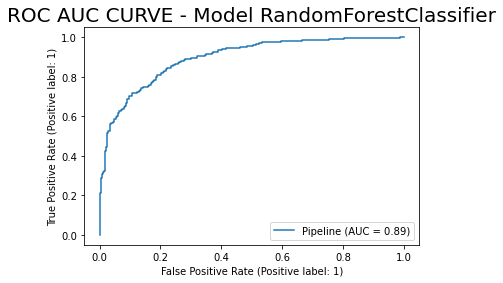 ROC AUC CURVE - Model RandomForestClassifier
1.0
0.8
0.6
0.4
0.2
0.0
True Positive Rate (Positive label: 1)
Pipeline (AUC = 0.89)
0.0 0.2 0.4 0.6 0.8 1.0
False Positive Rate (Positive label: 1)